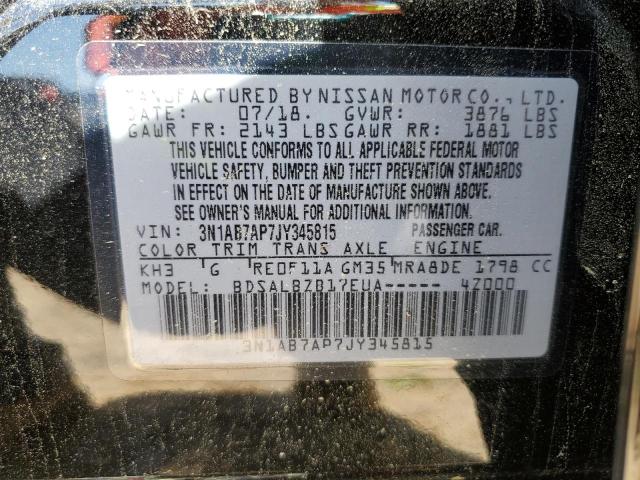 MANUFACTURED BY NISSAN MOTOR CO., LTD.
DATE: 07/18. GVWR: 3876 LBS
GAWR FR: 2143 LBS GAWR RR: 1881 LBS
THIS VEHICLE CONFORMS TO ALL APPLICABLE FEDERAL MOTOR
VEHICLE SAFETY, BUMPER AND THEFT PREVENTION STANDARDS
IN EFFECT ON THE DATE OF MANUFACTURE SHOWN ABOVE.
SEE OWNER'S MANUAL FOR ADDITIONAL INFORMATION.
VIN: 3N1AB7AP7JY345815 PASSENGER CAR.
COLOR TRIM TRANS AXLE ENGINE
KH3 G RE0F11A GM35 MRA8DE 1798 CC
MODEL: BDSALBZB17EUA----- 4Z000
3N1AB7AP7JY345815